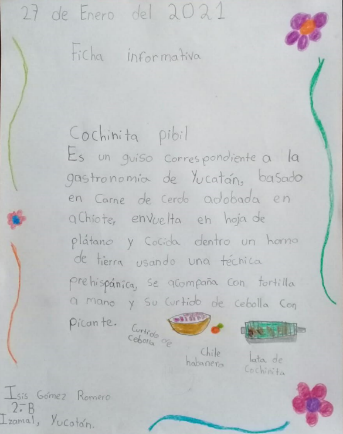 27 de Enero del 2021
Ficha informativa
Cochinita pibil
Es un guiso correspondiente a la
gastronomía de Yucatán, basado
en Carne de Cerdo adobada en
achiote, envuelta en hoja de
plátano y Cocida dentro un horno
de tierra usando una técnica
prehispánica, se acompaña con tortilla
a mano y su Curtido de cebolla Con
picante.
Curtido de
cebolla
Chile
habanero
lata de
Cochinita
Isis Gómez Romero
2.- B
Izamal, Yucatán.